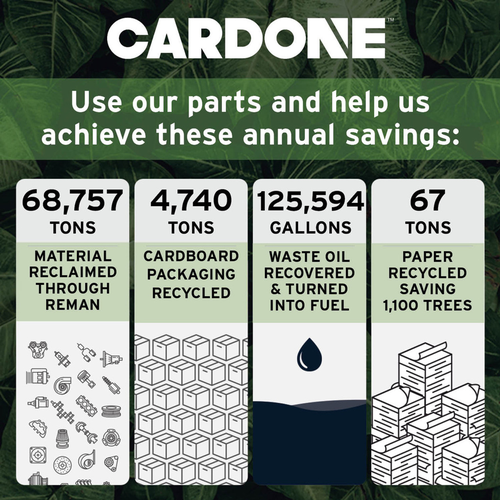 CARDONE™
Use our parts and help us
achieve these annual savings:
68,757
TONS
MATERIAL
RECLAIMED
THROUGH
REMAN
4,740
TONS
CARDBOARD
PACKAGING
RECYCLED
125,594
GALLONS
WASTE OIL
RECOVERED
& TURNED
INTO FUEL
67
TONS
PAPER
RECYCLED
SAVING
1,100 TREES